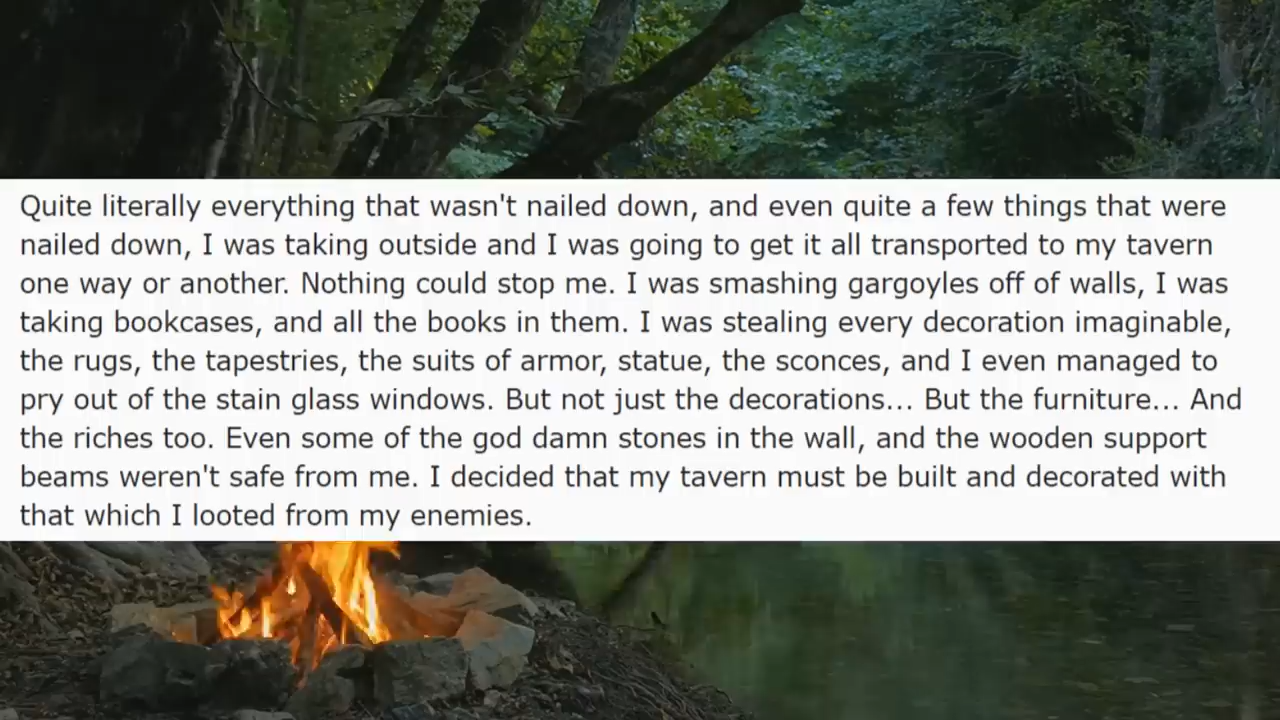 Quite literally everything that wasn't nailed down, and even quite a few things that were
nailed down, I was taking outside and I was going to get it all transported to my tavern
one way or another. Nothing could stop me. I was smashing gargoyles off of walls, I was
taking bookcases, and all the books in them. I was stealing every decoration imaginable,
the rugs, the tapestries, the suits of armor, statue, the sconces, and I even managed to
pry out of the stain glass windows. But not just the decorations... But the furniture... And
the riches too. Even some of the god damn stones in the wall, and the wooden support
beams weren't safe from me. I decided that my tavern must be built and decorated with
that which I looted from my enemies.